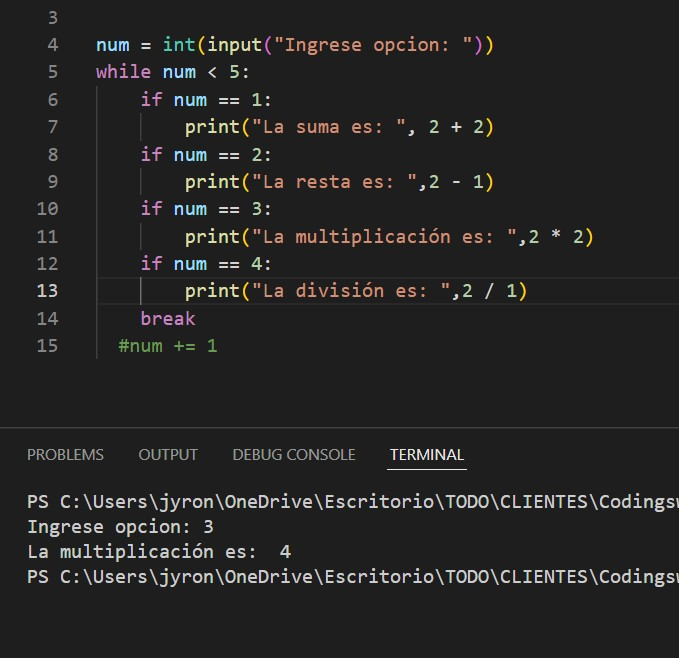 3
4 num = int(input("Ingrese opcion: "))
5 while num < 5:
6     if num == 1:
7         print("La suma es: ", 2 + 2)
8     if num == 2:
9         print("La resta es: ",2 - 1)
10     if num == 3:
11         print("La multiplicación es: ",2 * 2)
12     if num == 4:
13         print("La división es: ",2 / 1)
14     break
15   #num += 1
PROBLEMS OUTPUT DEBUG CONSOLE TERMINAL
PS C:\Users\jyron\OneDrive\Escritorio\TODO\CLIENTES\Codings
Ingrese opcion: 3
La multiplicación es:  4
PS C:\Users\jyron\OneDrive\Escritorio\TODO\CLIENTES\Codings